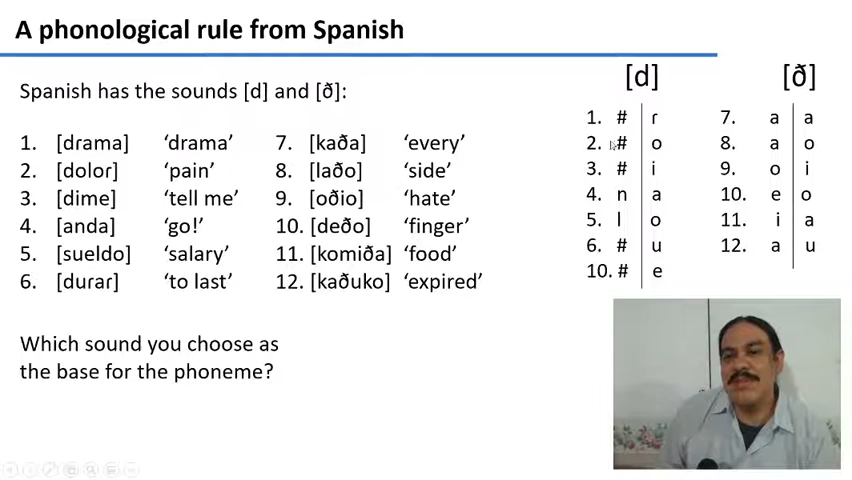 A phonological rule from Spanish
Spanish has the sounds [d] and [ð]:
1. [dɾama] ‘drama’ 7. [kaða] ‘every’
2. [doloɾ] ‘pain’ 8. [laðo] ‘side’
3. [dime] ‘tell me’ 9. [oðio] ‘hate’
4. [anda] ‘go!’ 10. [deðo] ‘finger’
5. [sueldo] ‘salary’ 11. [komiða] ‘food’
6. [duɾaɾ] ‘to last’ 12. [kaðuko] ‘expired’
Which sound you choose as
the base for the phoneme?
[d]
1. # ɾ
2. # o
3. # i
4. n a
5. l o
6. # u
10. # e
[ð]
7. a a
8. a o
9. o i
10. e o
11. i a
12. a u